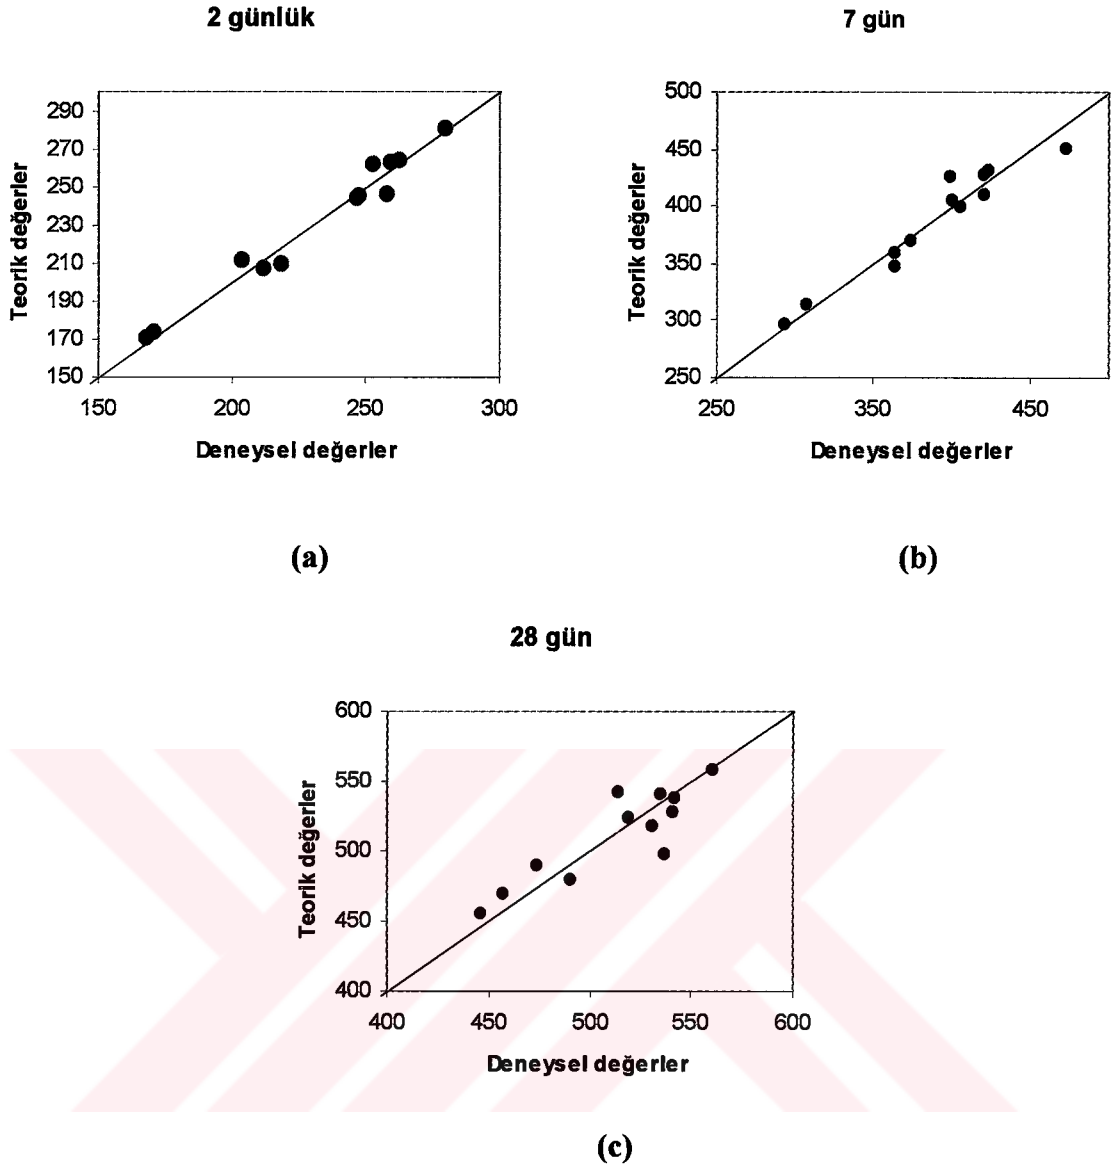 2 günlük
290
270
250
230
210
190
170
150
150 200 250 300
Teorik değerler
Deneysel değerler
(a)
7 gün
500
450
400
350
300
250
250 350 450
Teorik değerler
Deneysel değerler
(b)
28 gün
600
550
500
450
400
400 450 500 550 600
Teorik değerler
Deneysel değerler
(c)